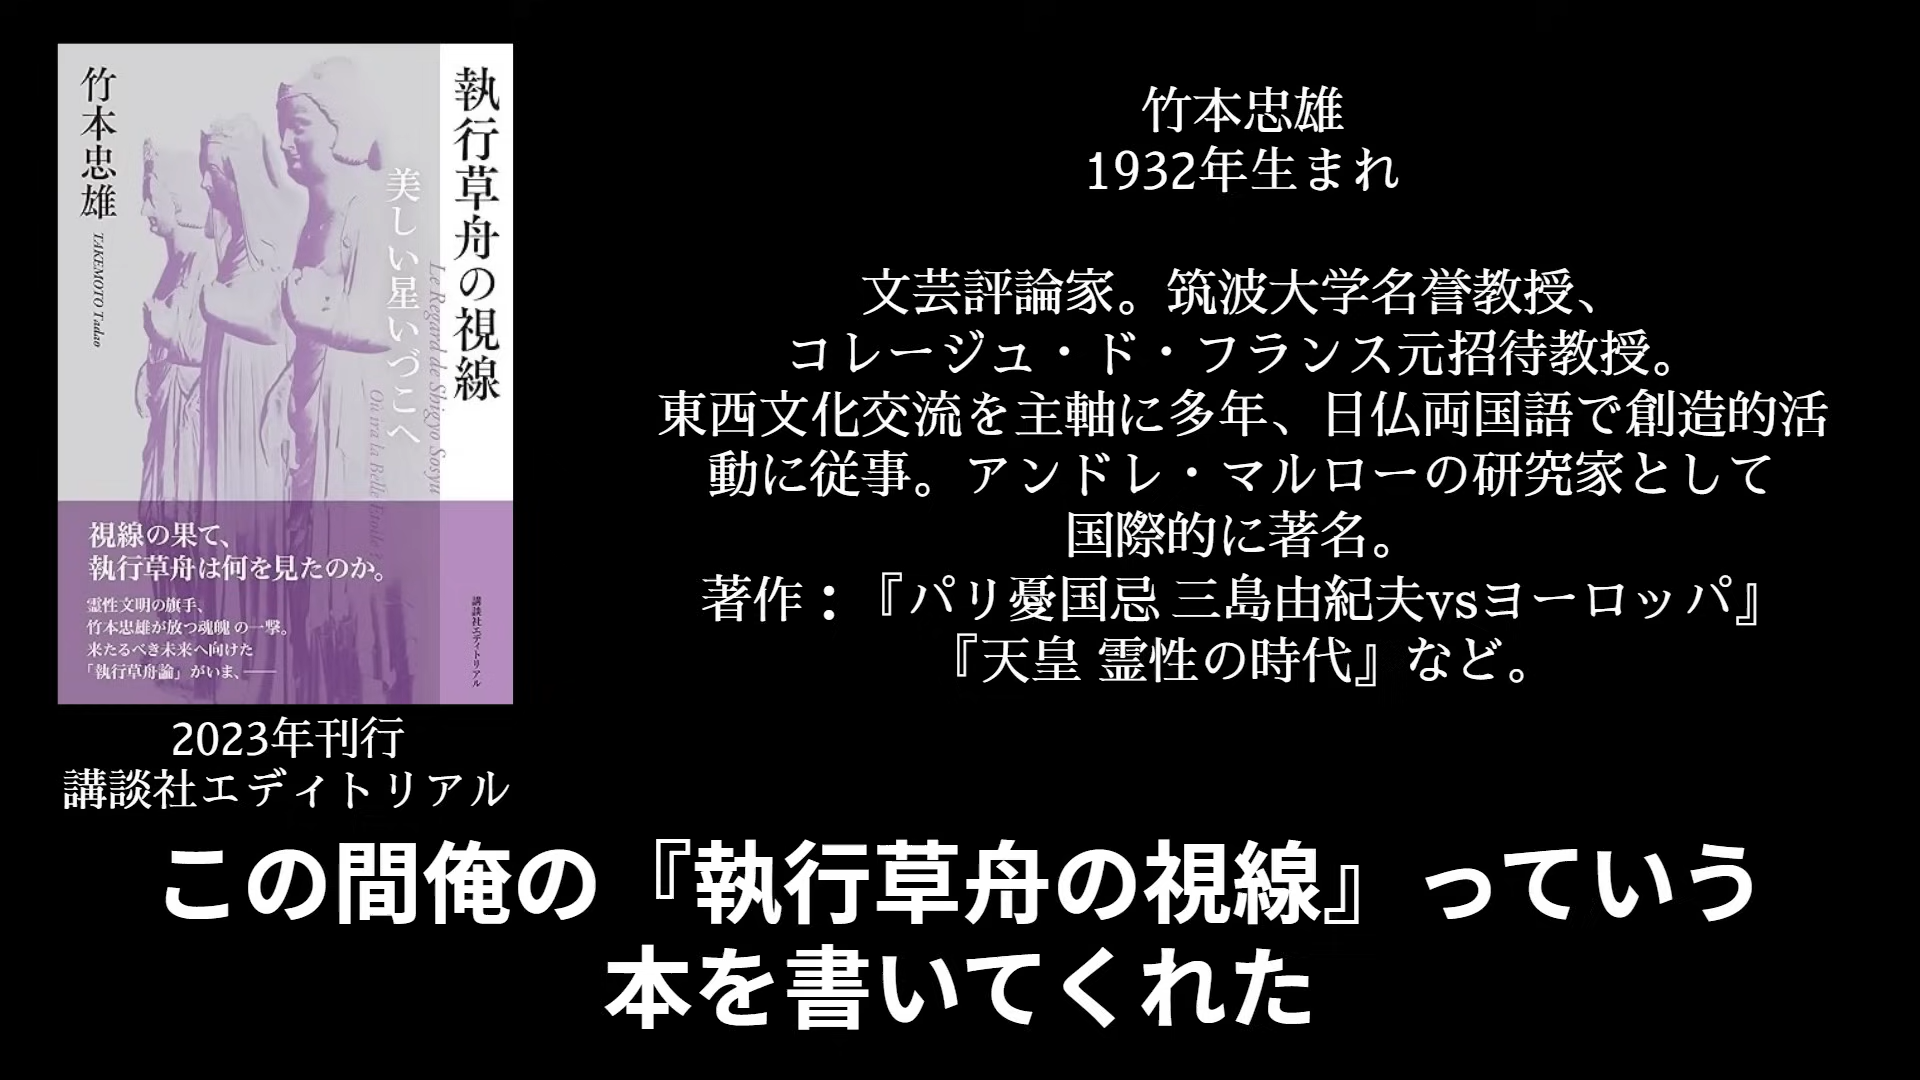 執行草舟の視線
美しい星いづこへ
Le Regard de Shigyo Sosyu
Où ira la Belle Étoile ?
竹本忠雄
TAKEMOTO Tadao
視線の果て、
執行草舟は何を見たのか。
霊性文明の旗手、
竹本忠雄が放つ魂魄の一撃。
来たるべき未来へ向けた
「執行草舟論」がいま、——
講談社エディトリアル
2023年刊行
講談社エディトリアル
竹本忠雄
1932年生まれ
文芸評論家。筑波大学名誉教授、
コレージュ・ド・フランス元招待教授。
東西文化交流を主軸に多年、日仏両国語で創造的活
動に従事。アンドレ・マルローの研究家として
国際的に著名。
著作：『パリ憂国忌 三島由紀夫vsヨーロッパ』
『天皇 霊性の時代』など。
この間俺の『執行草舟の視線』っていう
本を書いてくれた